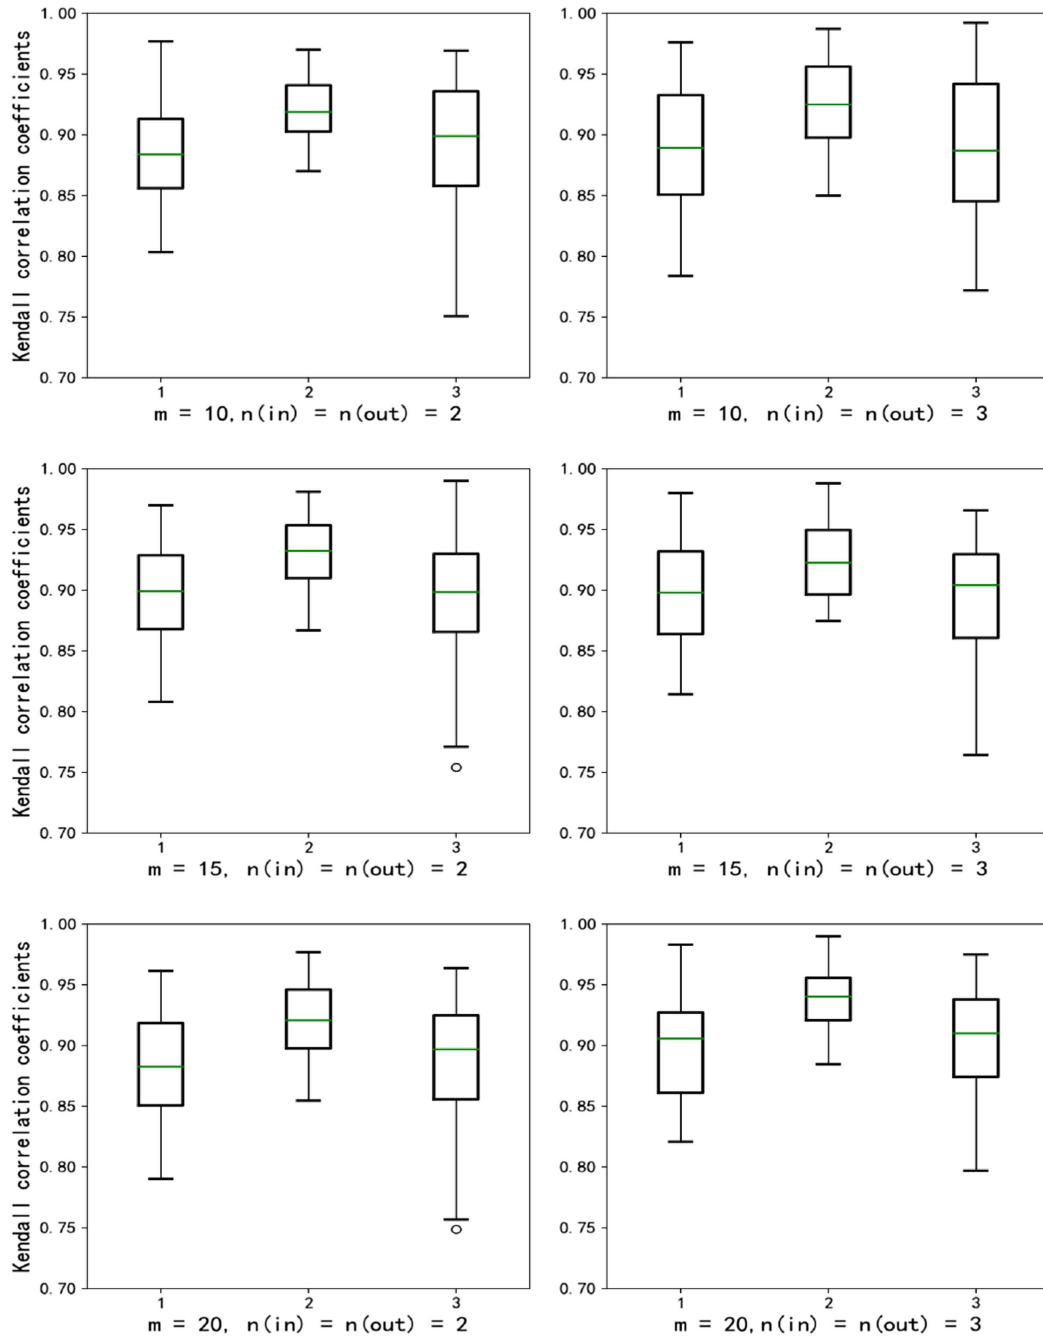 Kendall correlation coefficients
1.00
0.95
0.90
0.85
0.80
0.75
0.70
1 2 3
m = 10,n(in) = n(out) = 2
1.00
0.95
0.90
0.85
0.80
0.75
0.70
1 2 3
m = 10, n(in) = n(out) = 3
Kendall correlation coefficients
1.00
0.95
0.90
0.85
0.80
0.75
0.70
1 2 3
m = 15, n(in) = n(out) = 2
1.00
0.95
0.90
0.85
0.80
0.75
0.70
1 2 3
m = 15, n(in) = n(out) = 3
Kendall correlation coefficients
1.00
0.95
0.90
0.85
0.80
0.75
0.70
1 2 3
m = 20, n(in) = n(out) = 2
1.00
0.95
0.90
0.85
0.80
0.75
0.70
1 2 3
m = 20,n(in) = n(out) = 3